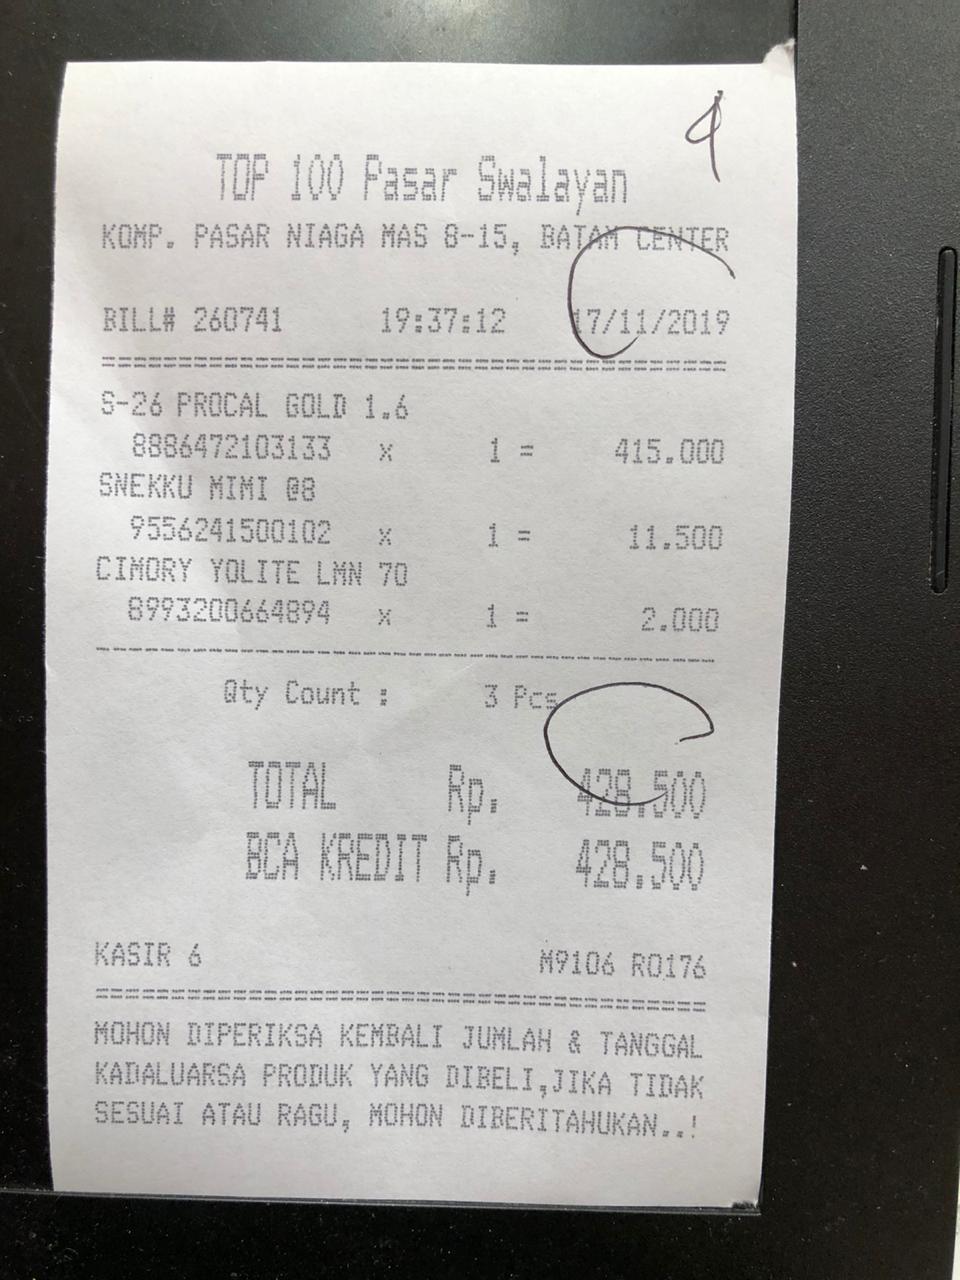 TOP 100 Pasar Swalayan
KOMP. PASAR NIAGA MAS 8-15, BATAM CENTER
BILL# 260741 19:37:12 17/11/2019
S-26 PROCAL GOLD 1.6
8886472103133 x 1 = 415.000
SNEKKU MIMI @8
9556241500102 x 1 = 11.500
CIMORY YOLITE LMN 70
8993200664894 x 1 = 2.000
Qty Count : 3 Pcs
TOTAL Rp. 428.500
BCA KREDIT Rp. 428.500
KASIR 6 M9106 RO176
MOHON DIPERIKSA KEMBALI JUMLAH & TANGGAL
KADALUARSA PRODUK YANG DIBELI,JIKA TIDAK
SESUAI ATAU RAGU, MOHON DIBERITAHUKAN..!